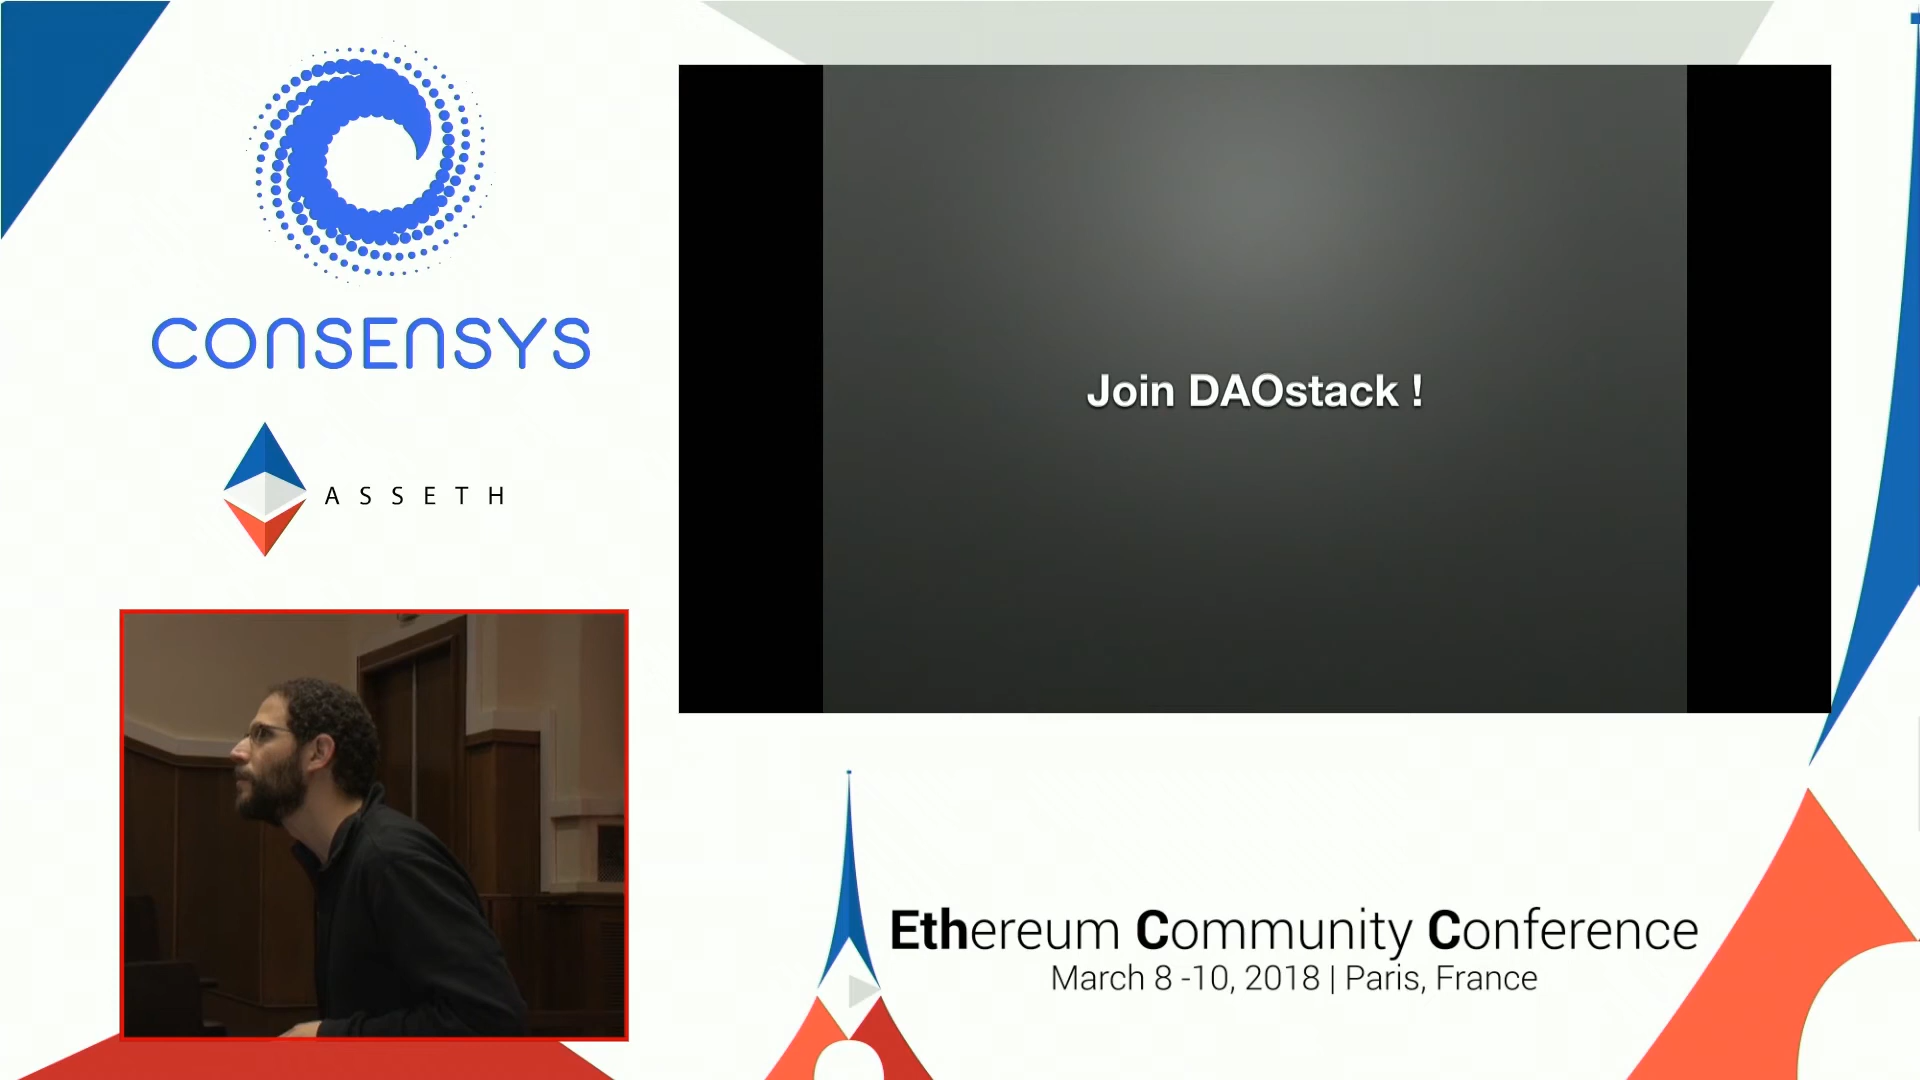 CONSENSYS
ASSETH
Join DAOstack !
Ethereum Community Conference
March 8 -10, 2018 | Paris, France